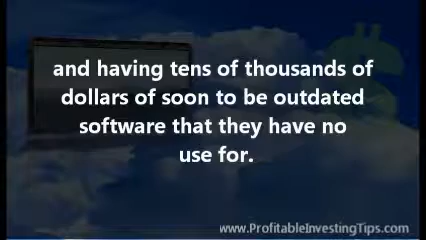 and having tens of thousands of
dollars of soon to be outdated
software that they have no
use for.
www.ProfitableInvestingTips.com